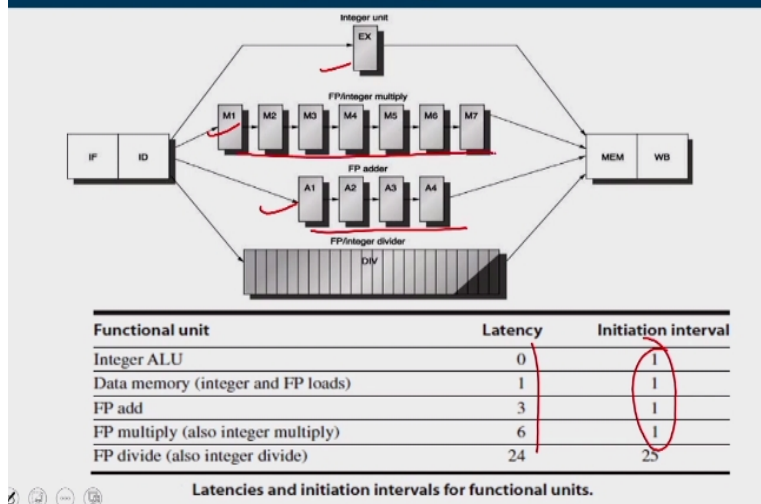 Integer unit
EX
FP/integer multiply
M1 M2 M3 M4 M5 M6 M7
IF ID MEM WB
FP adder
A1 A2 A3 A4
FP/integer divider
DIV
Functional unit Latency Initiation interval
Integer ALU 0 1
Data memory (integer and FP loads) 1 1
FP add 3 1
FP multiply (also integer multiply) 6 1
FP divide (also integer divide) 24 25
Latencies and initiation intervals for functional units.